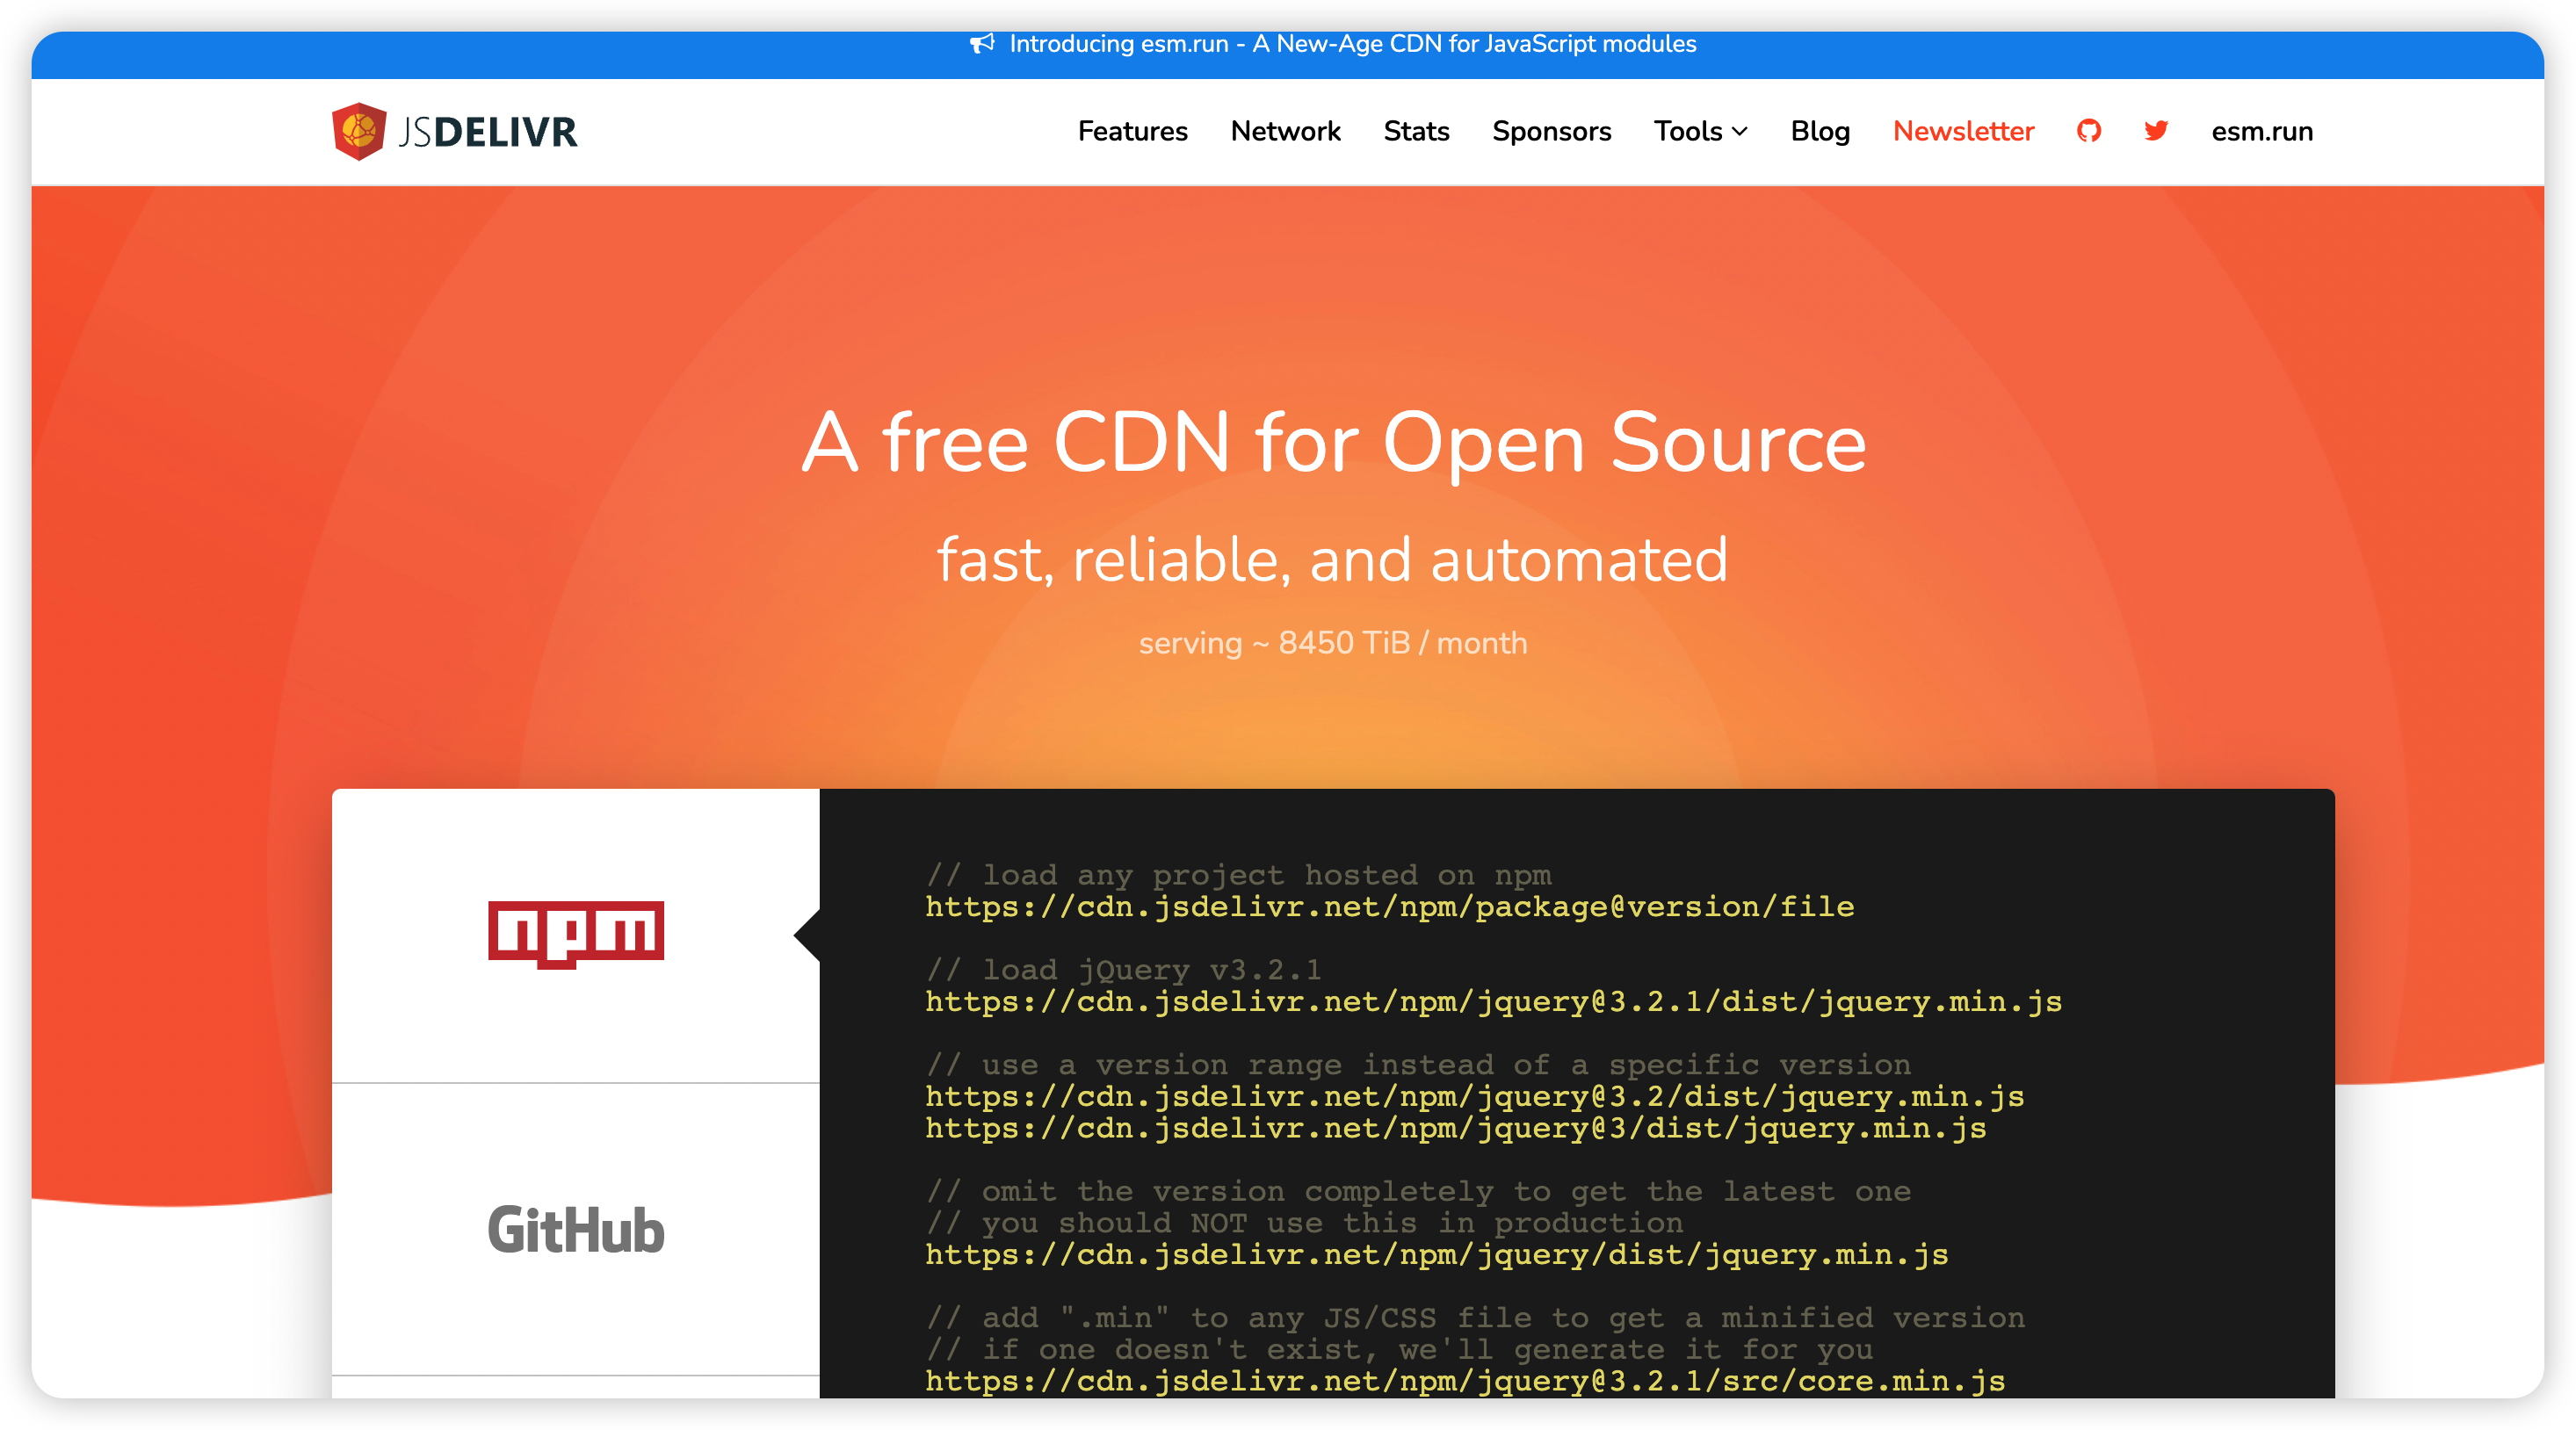 Introducing esm.run - A New-Age CDN for JavaScript modules
JSDELIVR
Features Network Stats Sponsors Tools Blog Newsletter esm.run
A free CDN for Open Source
fast, reliable, and automated
serving ~ 8450 TiB / month
npm
// load any project hosted on npm
https://cdn.jsdelivr.net/npm/package@version/file
// load jQuery v3.2.1
https://cdn.jsdelivr.net/npm/jquery@3.2.1/dist/jquery.min.js
// use a version range instead of a specific version
https://cdn.jsdelivr.net/npm/jquery@3.2/dist/jquery.min.js
https://cdn.jsdelivr.net/npm/jquery@3/dist/jquery.min.js
GitHub
// omit the version completely to get the latest one
// you should NOT use this in production
https://cdn.jsdelivr.net/npm/jquery/dist/jquery.min.js
// add ".min" to any JS/CSS file to get a minified version
// if one doesn't exist, we'll generate it for you
https://cdn.jsdelivr.net/npm/jquery@3.2.1/src/core.min.js